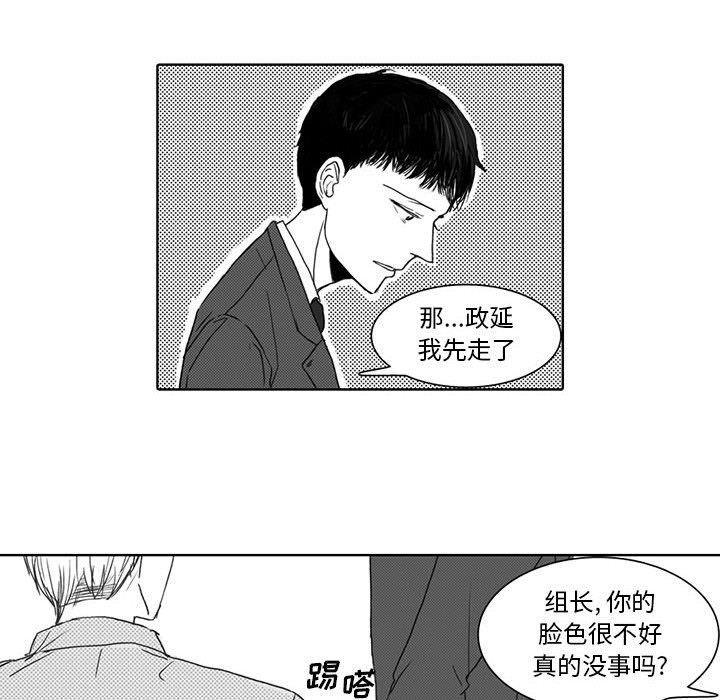 那...政延
我先走了
组长, 你的
脸色很不好
真的没事吗?
踢
嗒